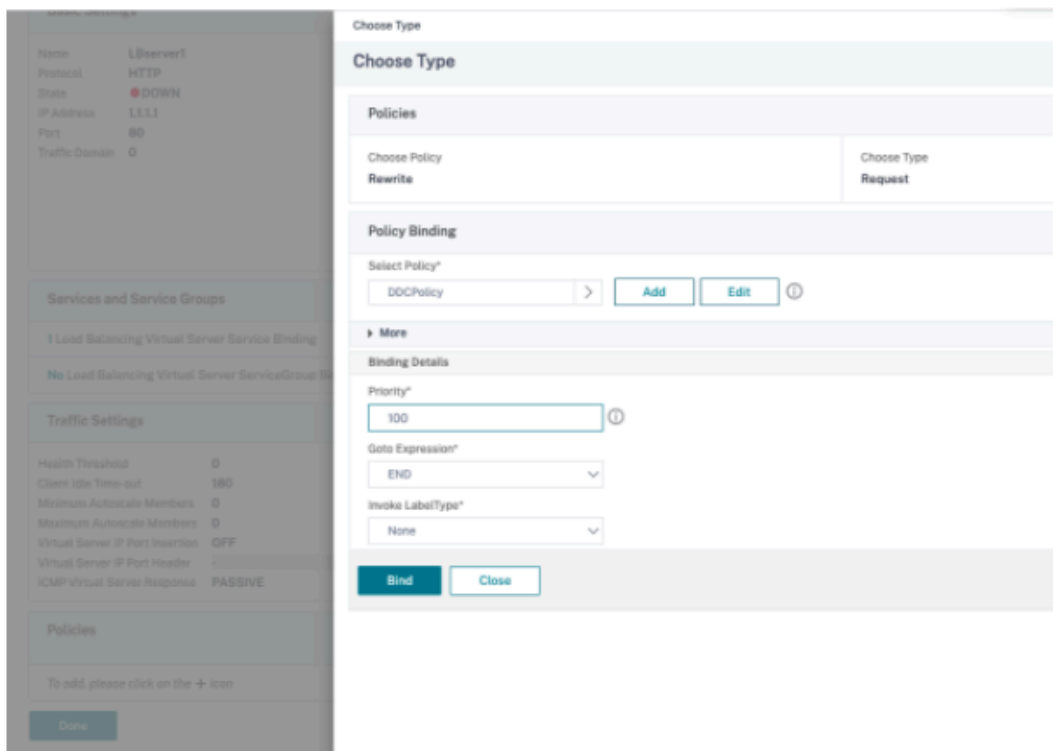 Basic Settings
Name LBserver1
Protocol HTTP
State DOWN
IP Address 1.1.1.1
Port 80
Traffic Domain 0
Services and Service Groups
1 Load Balancing Virtual Server Service Binding
No Load Balancing Virtual Server ServiceGroup Bi
Traffic Settings
Health Threshold 0
Client Idle Time-out 180
Minimum Autoscale Members 0
Maximum Autoscale Members 0
Virtual Server IP Port Insertion OFF
Virtual Server IP Port Header -
ICMP Virtual Server Response PASSIVE
Policies
To add, please click on the + icon
Done
Choose Type
Choose Type
Policies
Choose Policy Choose Type
Rewrite Request
Policy Binding
Select Policy*
DDCPolicy > Add Edit
More
Binding Details
Priority*
100
Goto Expression*
END
Invoke LabelType*
None
Bind Close